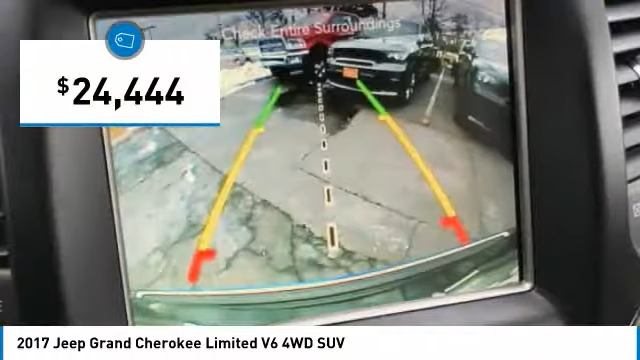 Check Entire Surroundings
$24,444
2017 Jeep Grand Cherokee Limited V6 4WD SUV